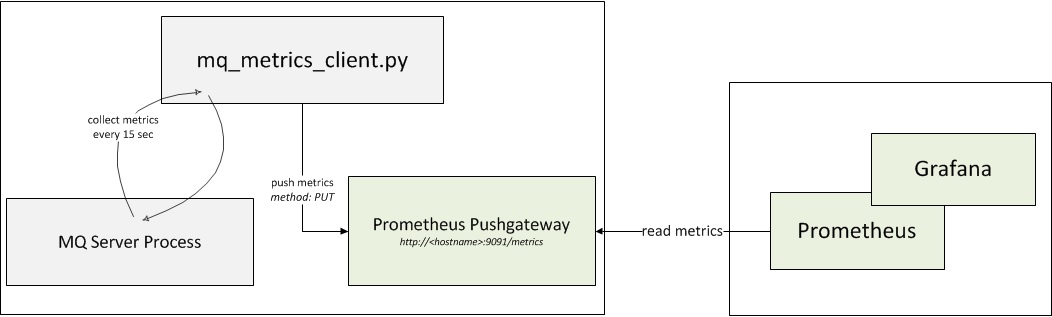 mq_metrics_client.py
collect metrics
every 15 sec
push metrics
method: PUT
MQ Server Process
Prometheus Pushgateway
http://<hostname>:9091/metrics
read metrics
Grafana
Prometheus